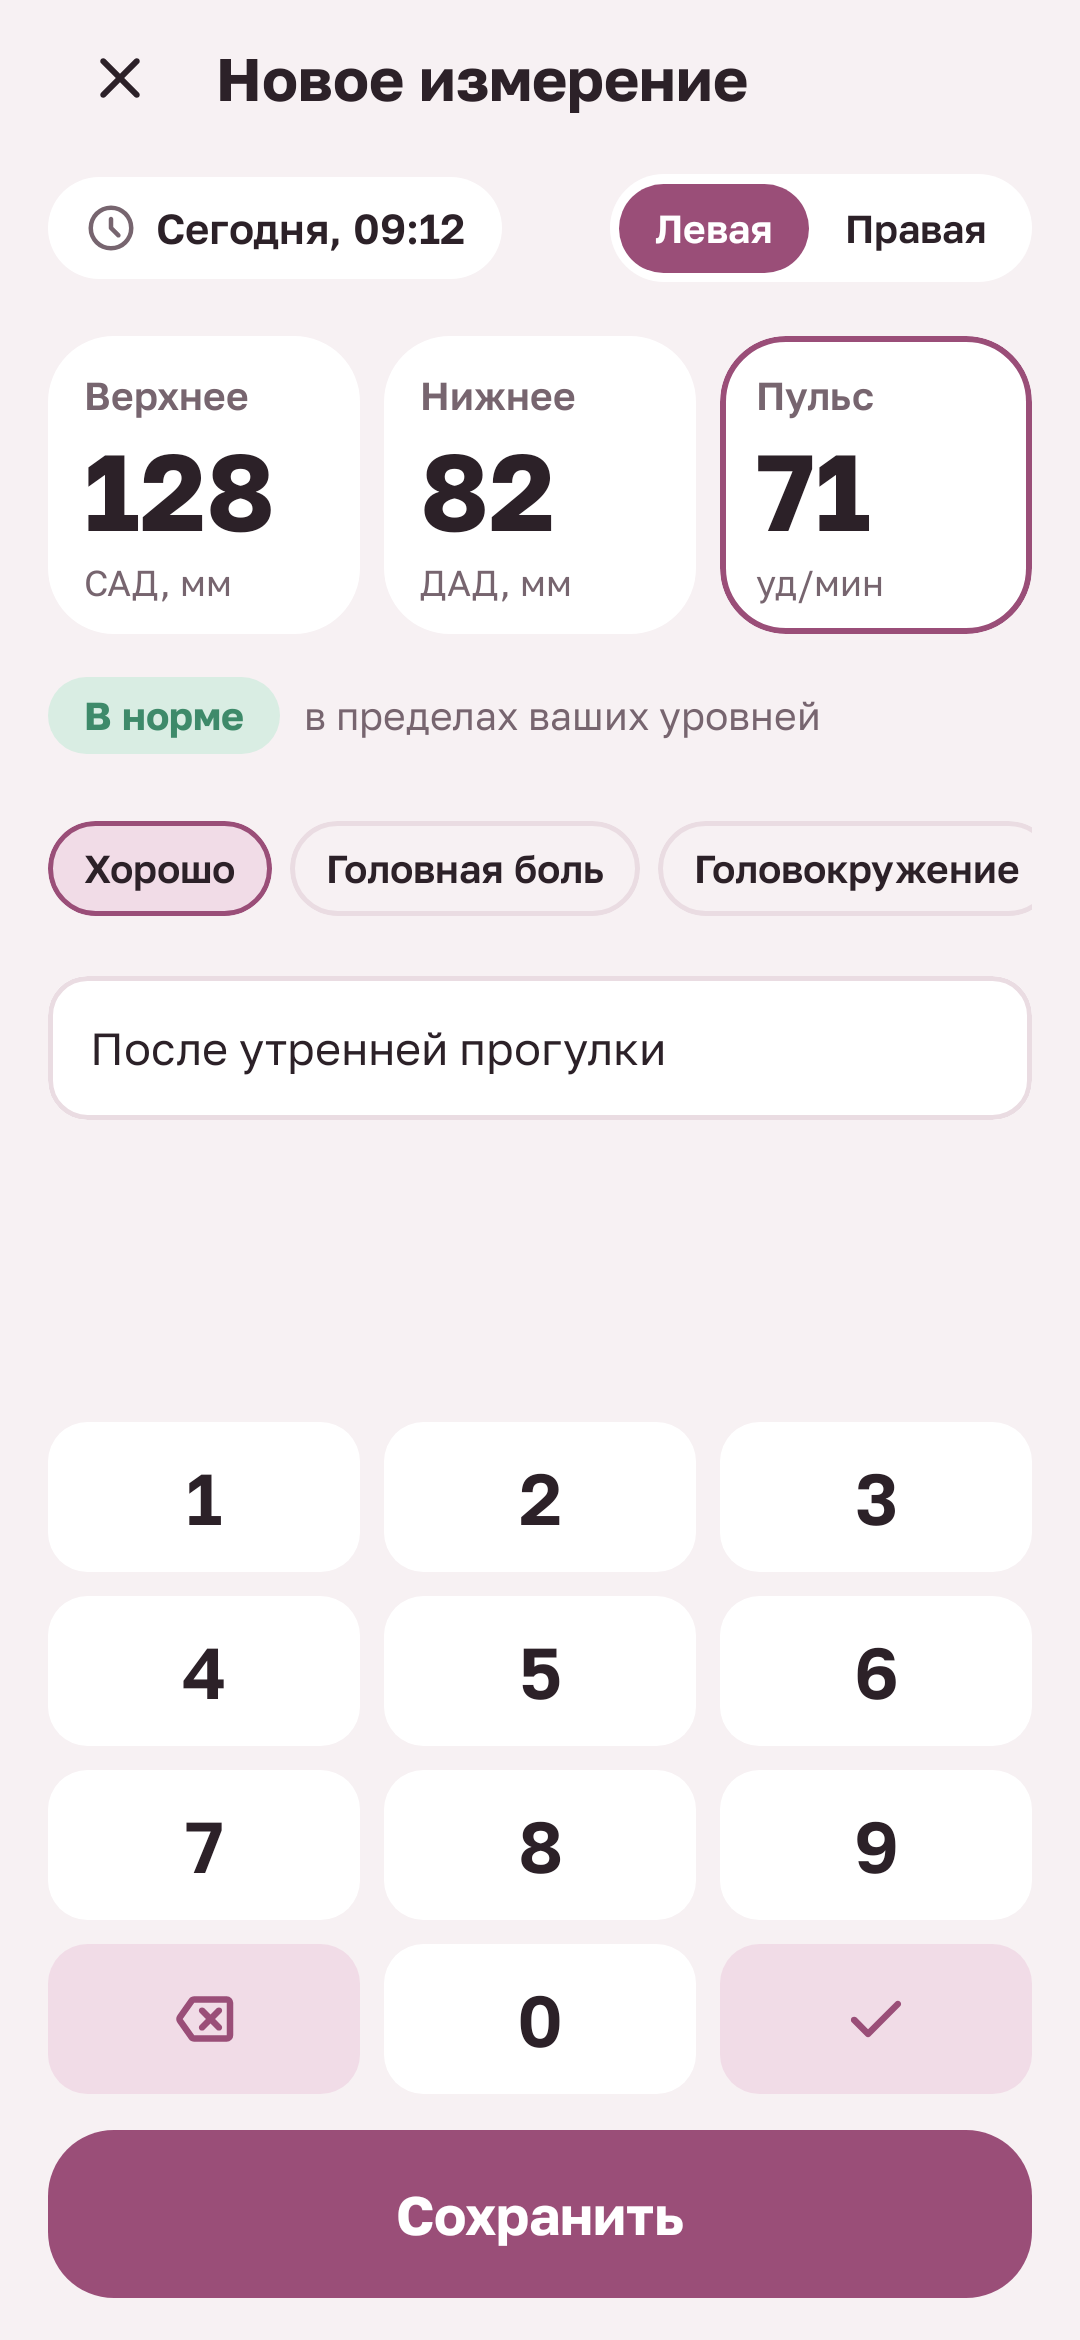 Новое измерение
Сегодня, 09:12
Левая
Правая
Верхнее
Нижнее
Пульс
128
82
71
САД, мм
ДАД, мм
уд/мин
В норме
в пределах ваших уровней
Хорошо
Головная боль
Головокружение
После утренней прогулки
1
2
3
4
5
6
7
8
9
0
Сохранить